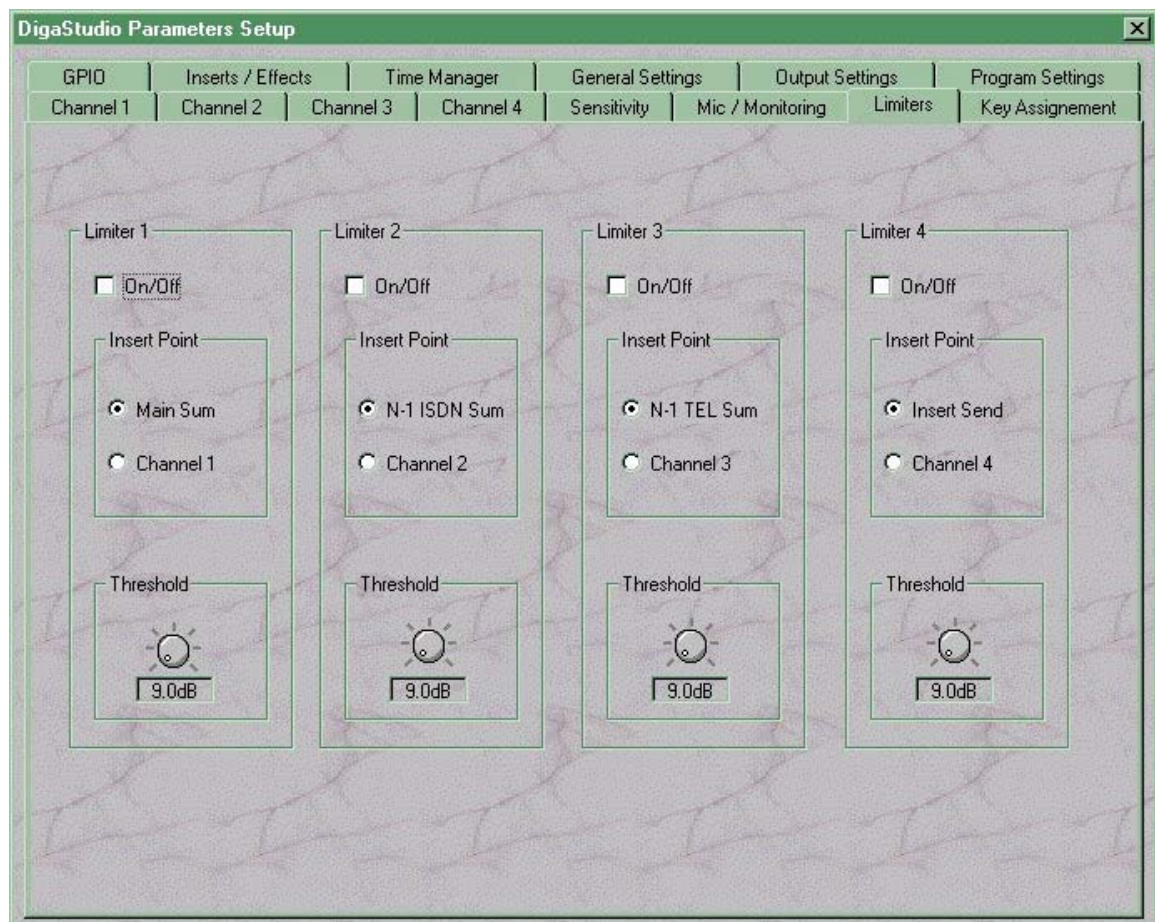 DigaStudio Parameters Setup
GPIO Inserts / Effects Time Manager General Settings Output Settings Program Settings
Channel 1 Channel 2 Channel 3 Channel 4 Sensitivity Mic / Monitoring Limiters Key Assignement
Limiter 1 Limiter 2 Limiter 3 Limiter 4
On/Off On/Off On/Off On/Off
Insert Point Insert Point Insert Point Insert Point
Main Sum N-1 ISDN Sum N-1 TEL Sum Insert Send
Channel 1 Channel 2 Channel 3 Channel 4
Threshold Threshold Threshold Threshold
9.0dB 9.0dB 9.0dB 9.0dB